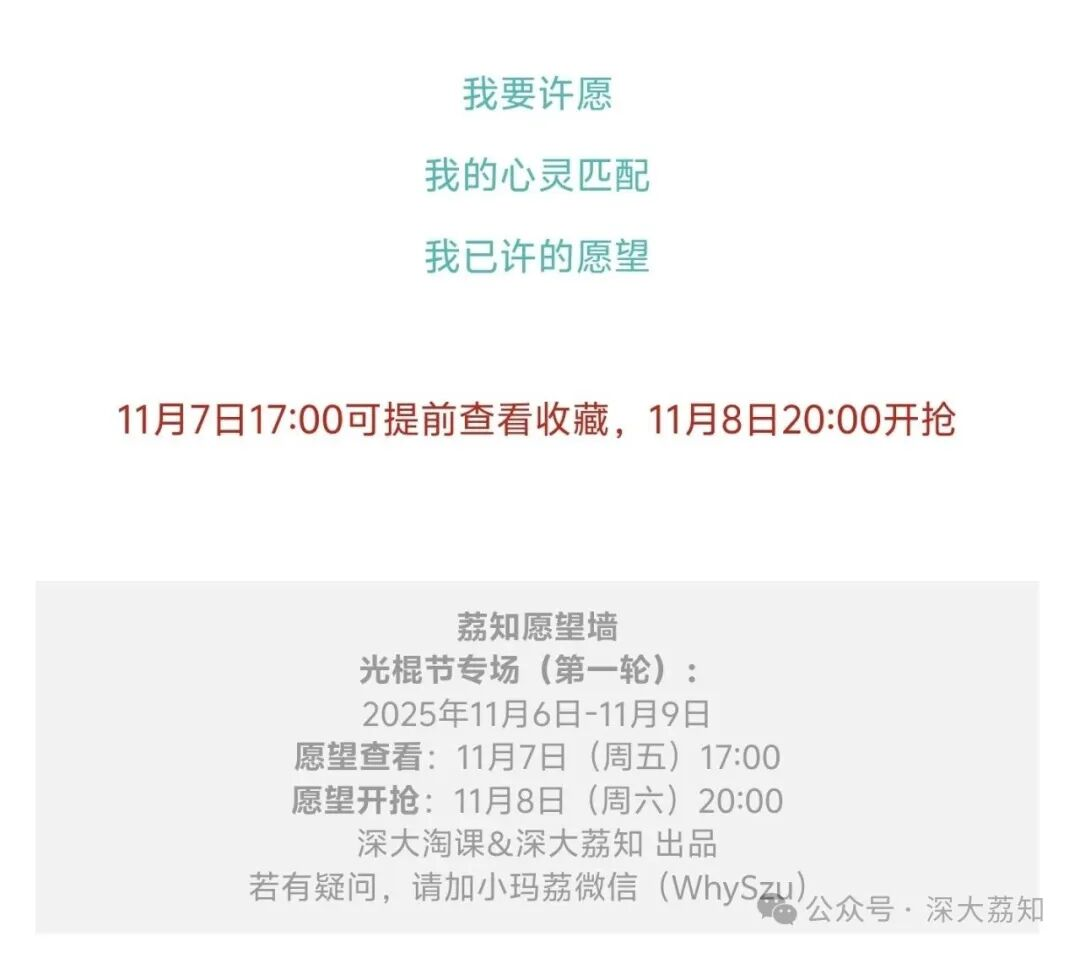 我要许愿
我的心灵匹配
我已许的愿望
11月7日17:00可提前查看收藏，11月8日20:00开抢
荔知愿望墙
光棍节专场（第一轮）:
2025年11月6日-11月9日
愿望查看：11月7日（周五）17:00
愿望开抢：11月8日（周六）20:00
深大淘课&深大荔知 出品
若有疑问，请加小玛荔微信（WhySzu）
公众号·深大荔知